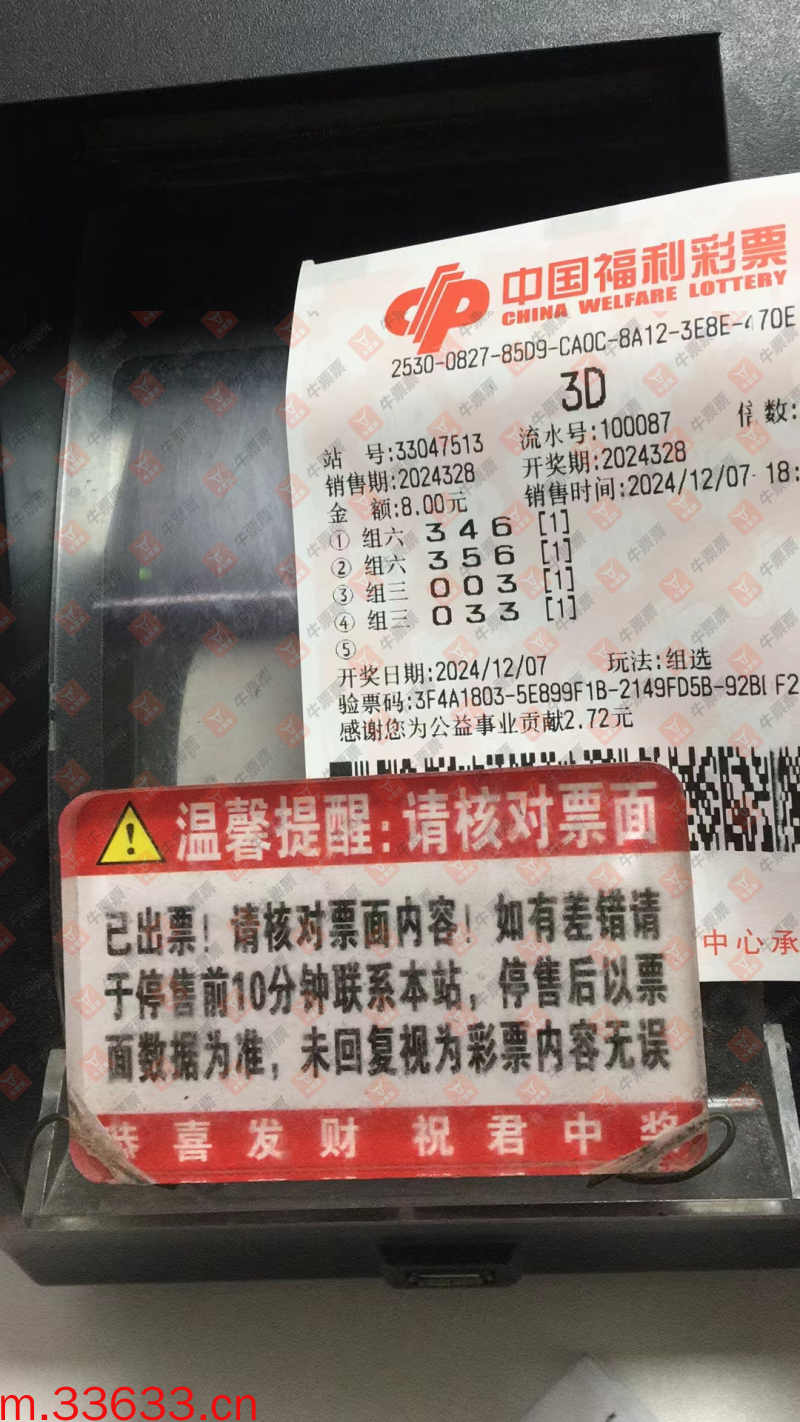 中国福利彩票
CHINA WELFARE LOTTERY
2530-0827-85D9-CA0C-8A12-3E8E-470E
3D
站 号:33047513 流水号:100087 倍数:
销售期:2024328 开奖期:2024328
金 额:8.00元 销售时间:2024/12/07 18:
① 组六 3 4 6 [1]
② 组六 3 5 6 [1]
③ 组三 0 0 3 [1]
④ 组三 0 3 3 [1]
⑤
开奖日期:2024/12/07 玩法:组选
验票码:3F4A1803-5E899F1B-2149FD5B-92B
感谢您为公益事业贡献2.72元
中心承
温馨提醒:请核对票面
已出票!请核对票面内容!如有差错请
于停售前10分钟联系本站,停售后以票
面数据为准,未回复视为彩票内容无误
恭喜发财 祝君中奖
牛票票
m.33633.cn